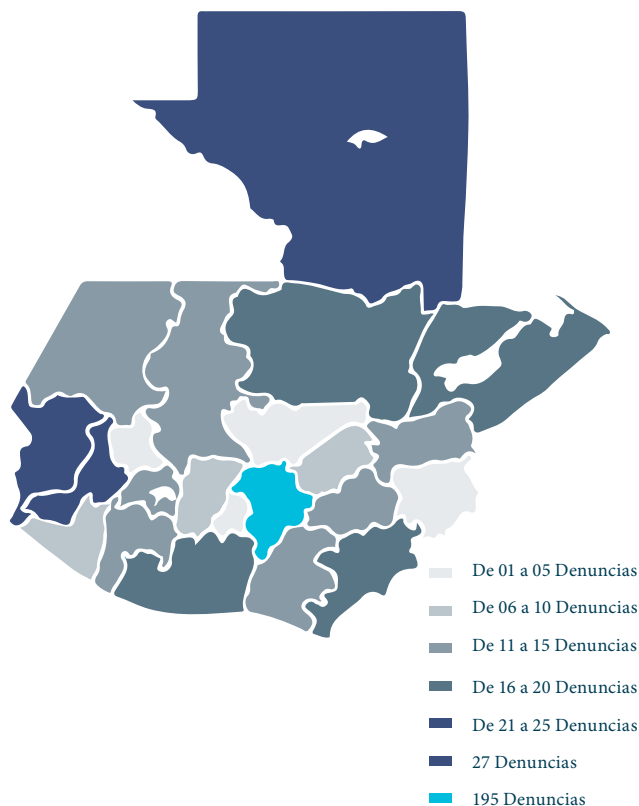 De 01 a 05 Denuncias
De 06 a 10 Denuncias
De 11 a 15 Denuncias
De 16 a 20 Denuncias
De 21 a 25 Denuncias
27 Denuncias
195 Denuncias